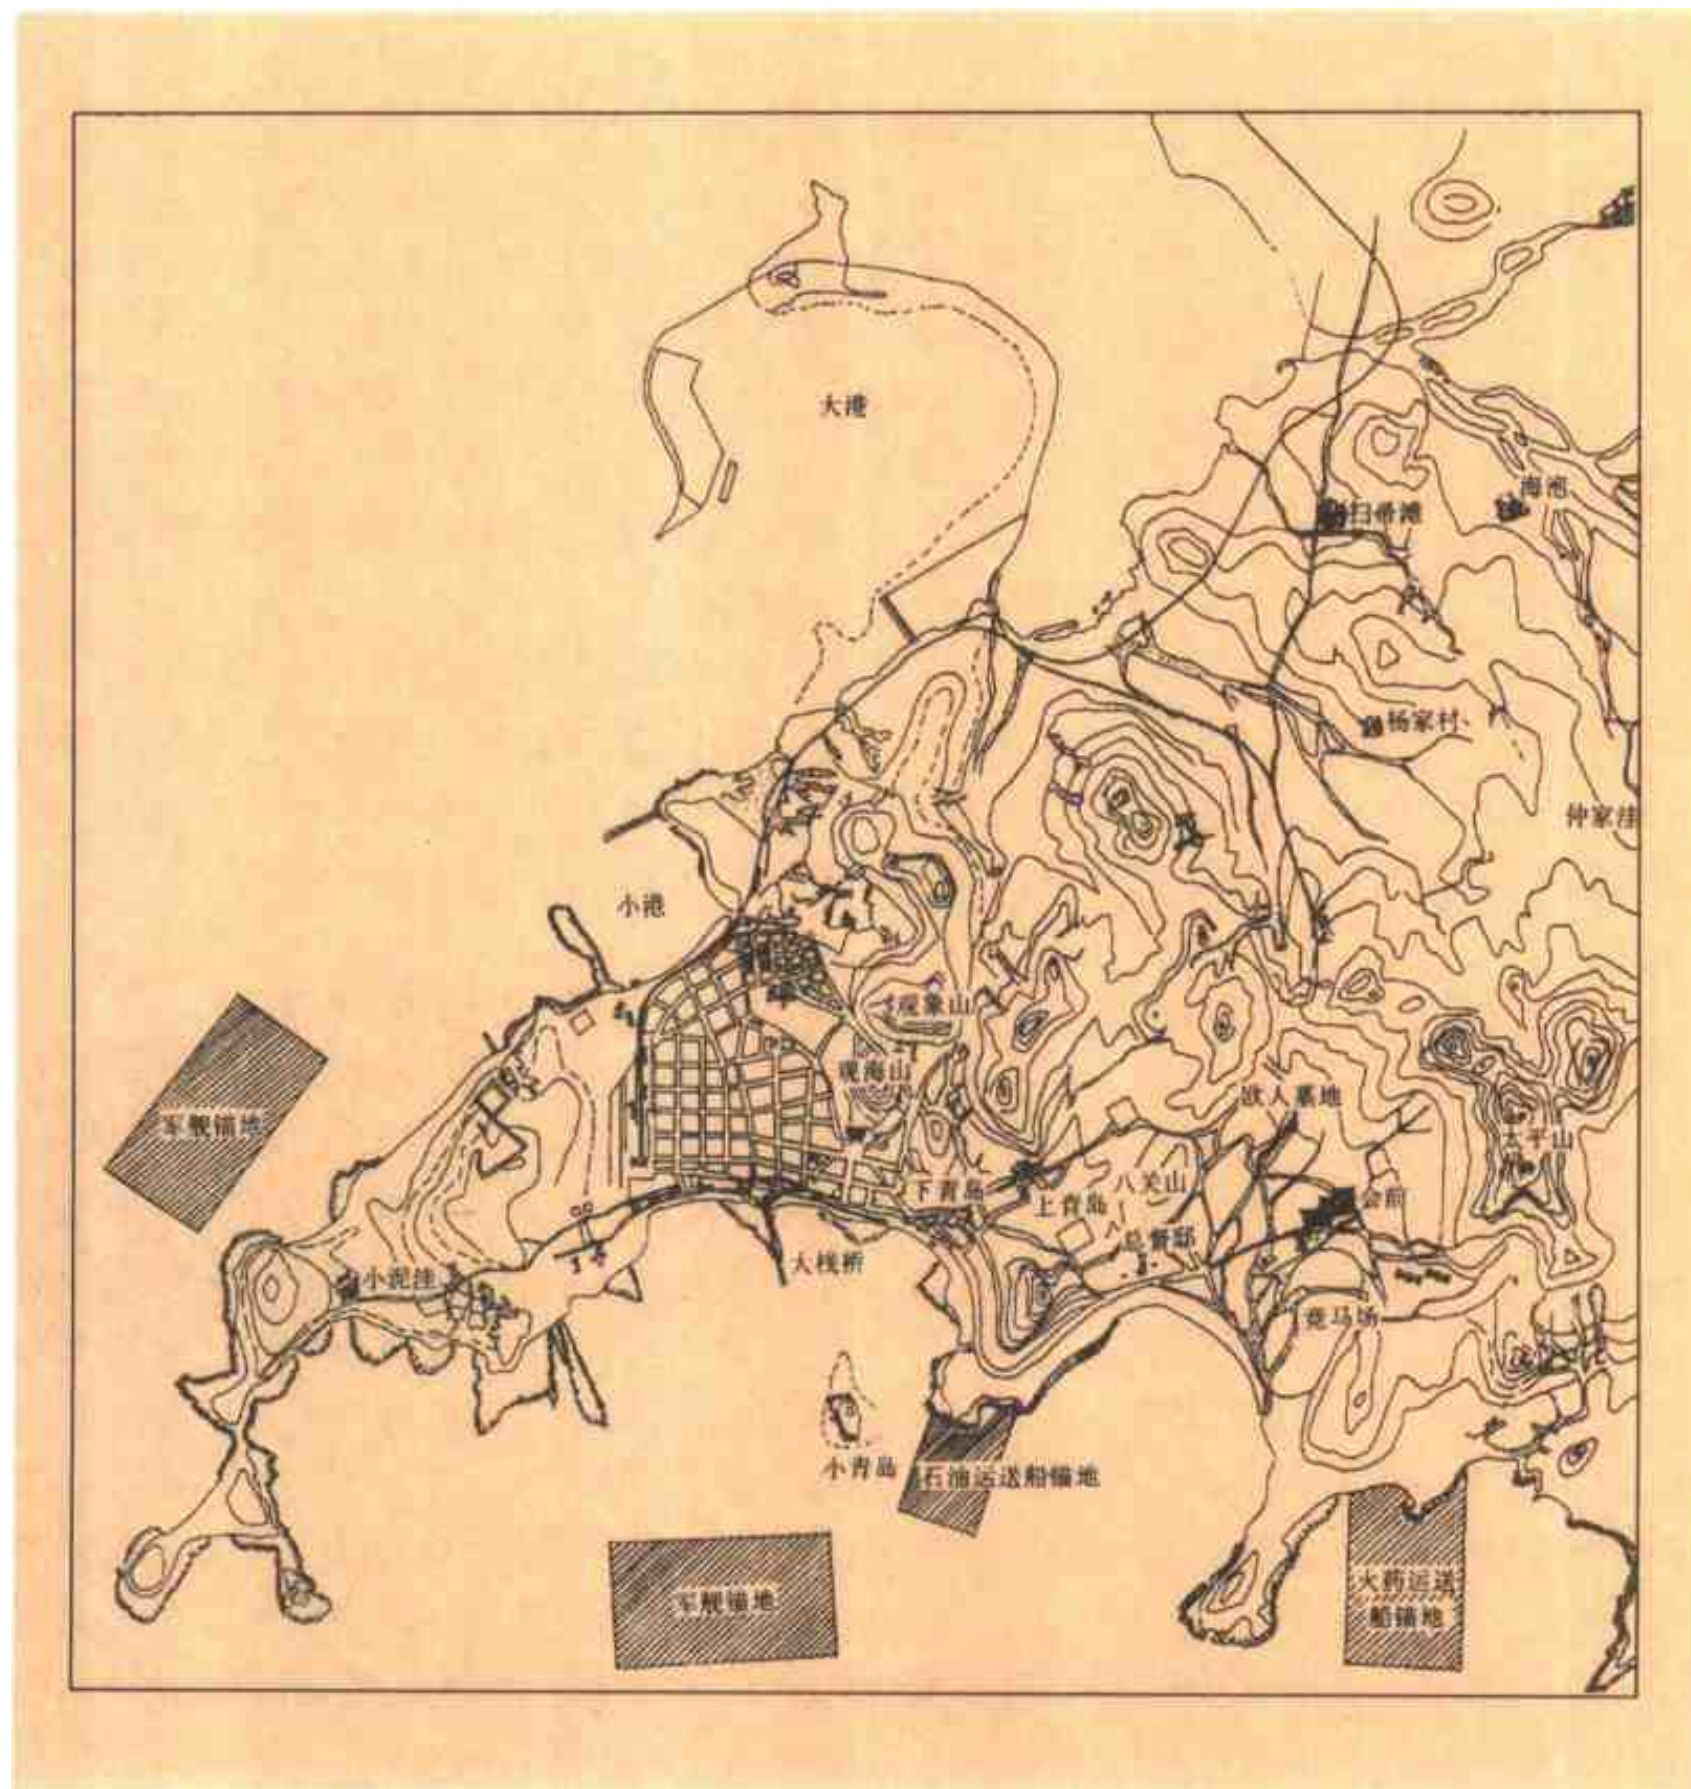 大港
海泊
扫帚滩
杨家村
仲家洼
小港
观象山
观海山
欧人墓地
军舰锚地
太平山
八关山
下青岛
上青岛
会前
总督邸
大栈桥
小泥洼
竞马场
小青岛
石油运送船锚地
军舰锚地
火药运送
船锚地